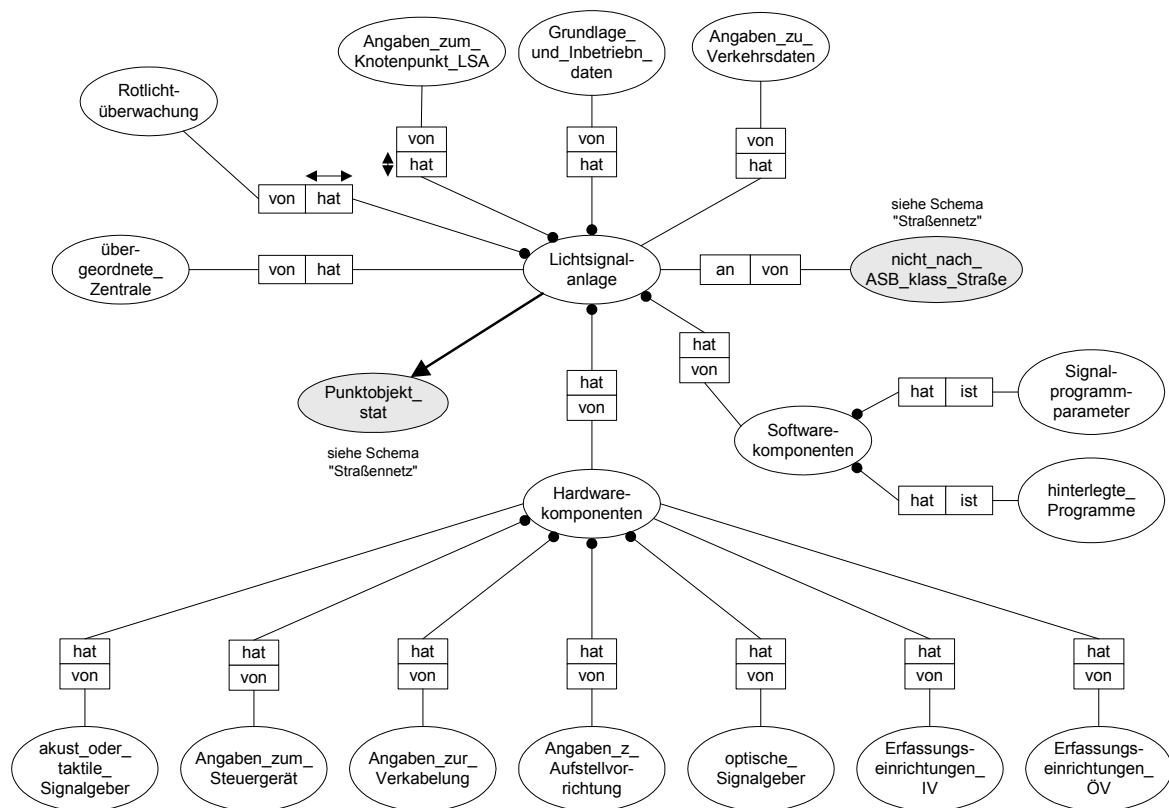 Angaben_zum_
Knotenpunkt_LSA
Grundlage_
und_Inbetriebn_
daten
Angaben_zu_
Verkehrsdaten
Rotlicht-
überwachung
von
hat
von
hat
von
hat
von
hat
siehe Schema
"Straßennetz"
über-
geordnete_
Zentrale
von
hat
Lichtsignal-
anlage
an
von
nicht_nach_
ASB_klass_Straße
Punktobjekt_
stat
siehe Schema
"Straßennetz"
hat
von
hat
von
Software-
komponenten
hat
ist
Signal-
programm-
parameter
hat
ist
hinterlegte_
Programme
Hardware-
komponenten
hat
von
hat
von
hat
von
hat
von
hat
von
hat
von
hat
von
akust_oder_
taktile_
Signalgeber
Angaben_zum_
Steuergerät
Angaben_zur_
Verkabelung
Angaben_z_
Aufstellvor-
richtung
optische_
Signalgeber
Erfassungs-
einrichtungen_
IV
Erfassungs-
einrichtungen_
ÖV